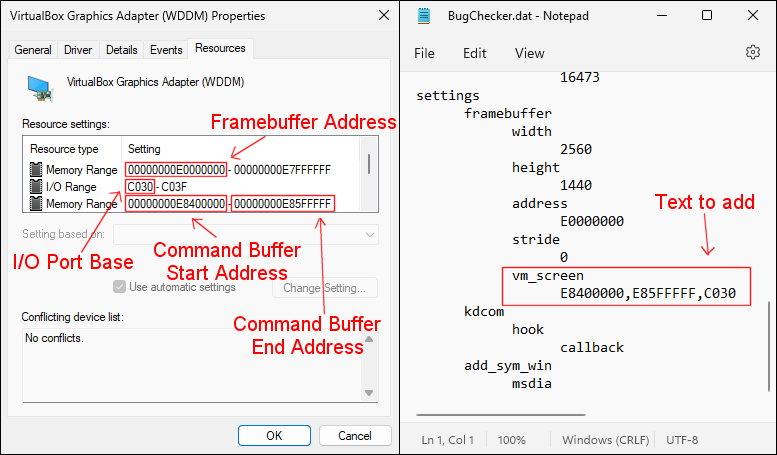 VirtualBox Graphics Adapter (WDDM) Properties
General Driver Details Events Resources
VirtualBox Graphics Adapter (WDDM)
Resource settings:
Framebuffer Address
Resource type Setting
Memory Range 00000000E0000000 - 00000000E7FFFFFF
I/O Range C030 - C03F
Memory Range 00000000E8400000 - 00000000E85FFFFF
Setting based on:
I/O Port Base
Command Buffer
Start Address
Use automatic settings Change Setting...
Command Buffer
End Address
Conflicting device list:
No conflicts.
OK Cancel
BugChecker.dat - Notepad
File Edit View
16473
settings
framebuffer
width
2560
height
1440
address
E0000000
stride
0
vm_screen
E8400000,E85FFFFF,C030
Text to add
kdcom
hook
callback
add_sym_win
msdia
Ln 1, Col 1 100% Windows (CRLF) UTF-8